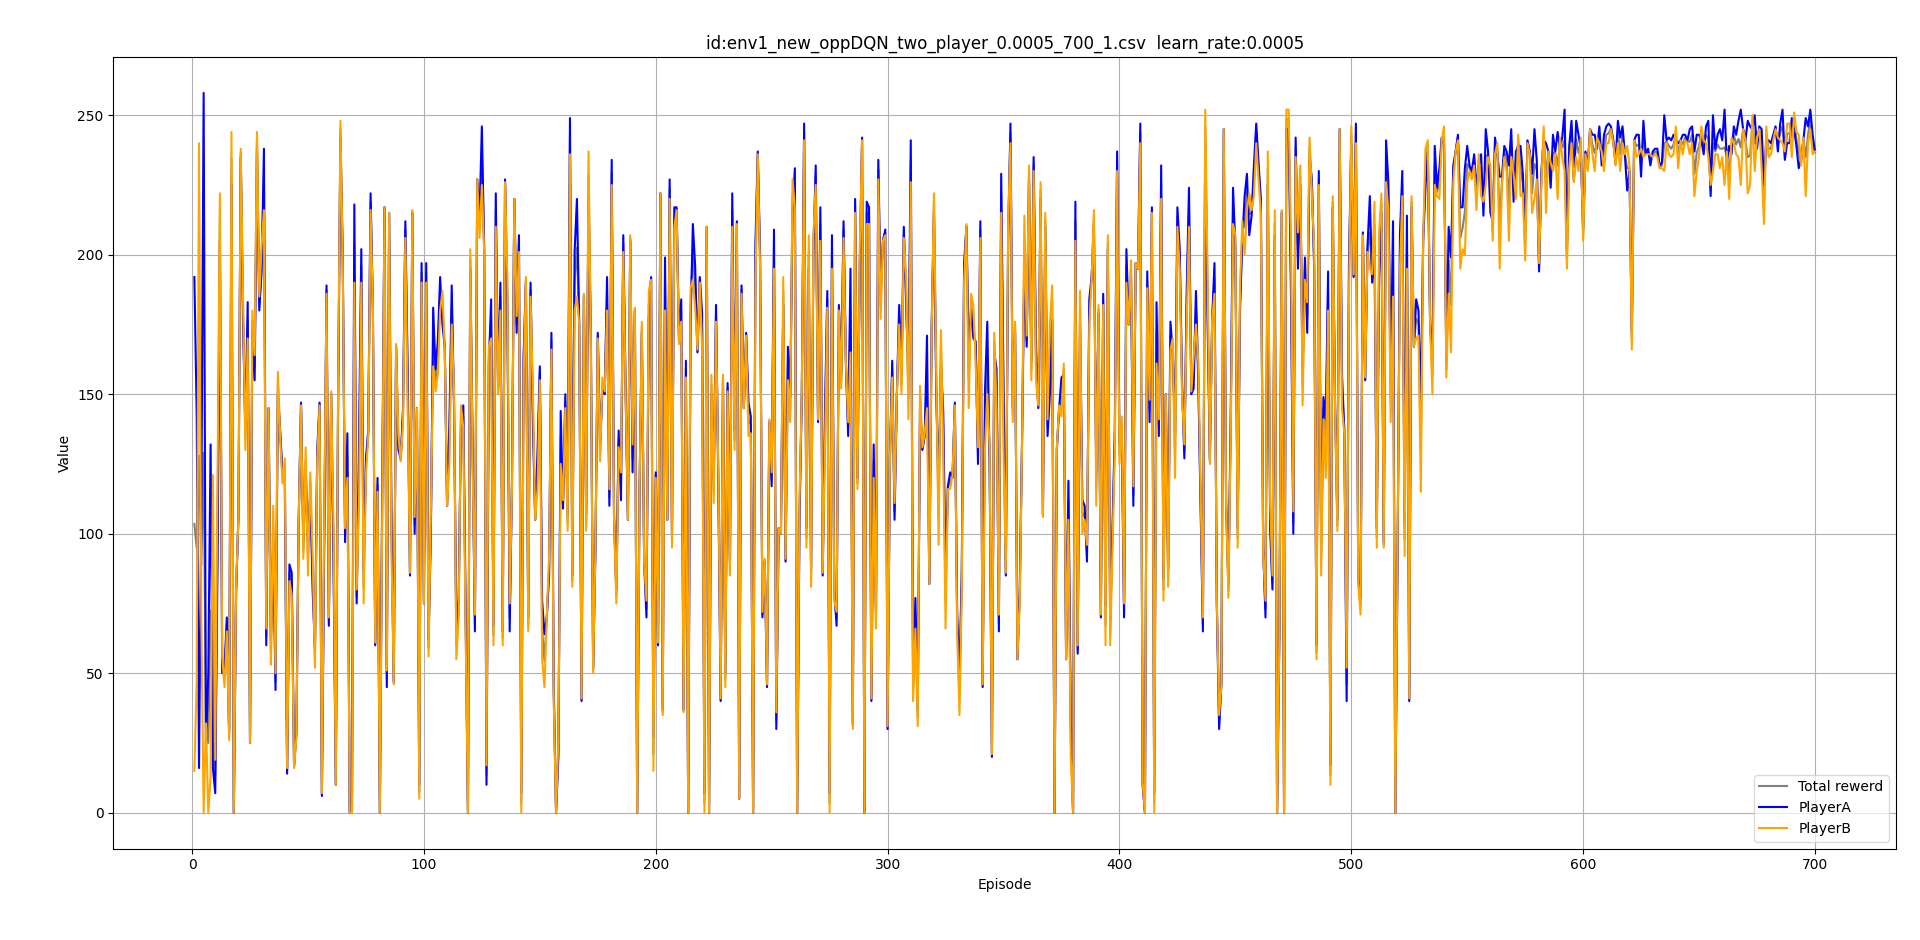 id:env1_new_oppDQN_two_player_0.0005_700_1.csv  learn_rate:0.0005
Value
250
200
150
100
50
0
0 100 200 300 400 500 600 700
Episode
Total rewerd
PlayerA
PlayerB